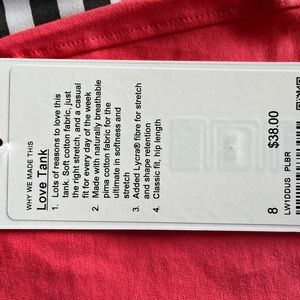 WHY WE MADE THIS
Love Tank
1. Lots of reasons to love this
tank. Soft cotton fabric, just
the right stretch, and a casual
fit for every day of the week
2. Made with naturally breathable
pima cotton fabric for the
ultimate in softness and
stretch
3. Added Lycra® fibre for stretch
and shape retention
4. Classic fit, hip length
8 $38.00
LW1DDUS PLBR